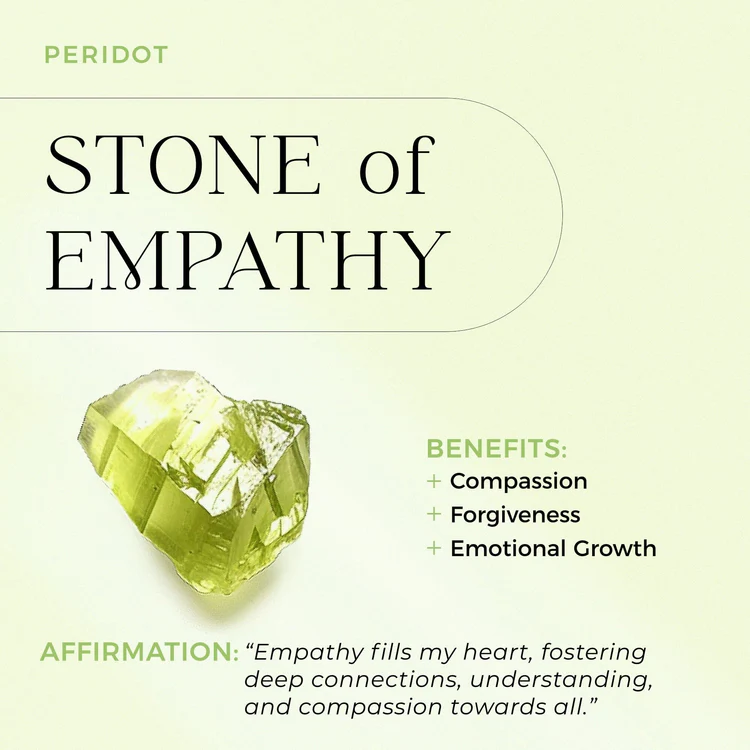 PERIDOT
STONE of
EMPATHY
BENEFITS:
+ Compassion
+ Forgiveness
+ Emotional Growth
AFFIRMATION: “Empathy fills my heart, fostering
deep connections, understanding,
and compassion towards all.”